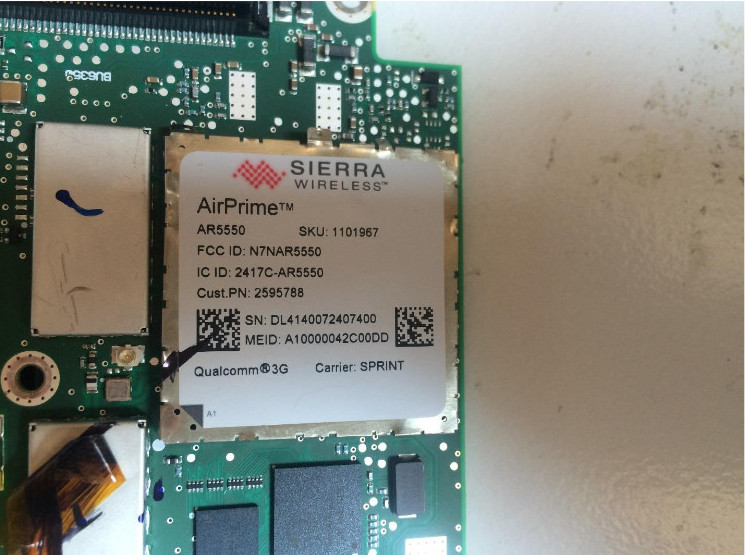 BU635
SIERRA
WIRELESS™
AirPrime™
AR5550 SKU: 1101967
FCC ID: N7NAR5550
IC ID: 2417C-AR5550
Cust.PN: 2595788
SN: DL4140072407400
MEID: A10000042C00DD
Qualcomm®3G Carrier: SPRINT
A1